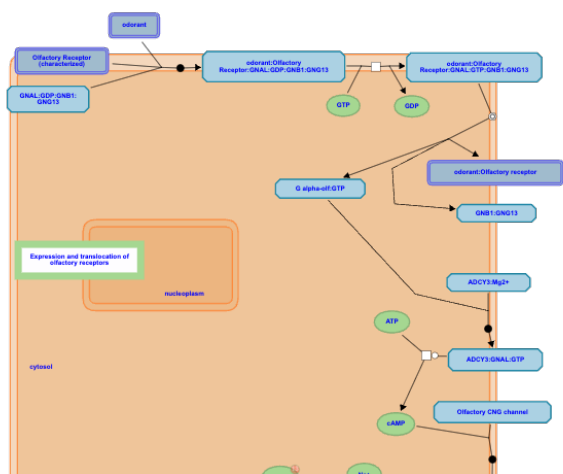 odorant
Olfactory Receptor
(characterized)
odorant:Olfactory
Receptor:GNAL:GDP:GNB1:GNG13
odorant:Olfactory
Receptor:GNAL:GTP:GNB1:GNG13
GNAL:GDP:GNB1:
GNG13
GTP
GDP
odorant:Olfactory receptor
G alpha-olf:GTP
GNB1:GNG13
Expression and translocation of
olfactory receptors
nucleoplasm
ADCY3:Mg2+
ATP
ADCY3:GNAL:GTP
cytosol
Olfactory CNG channel
cAMP